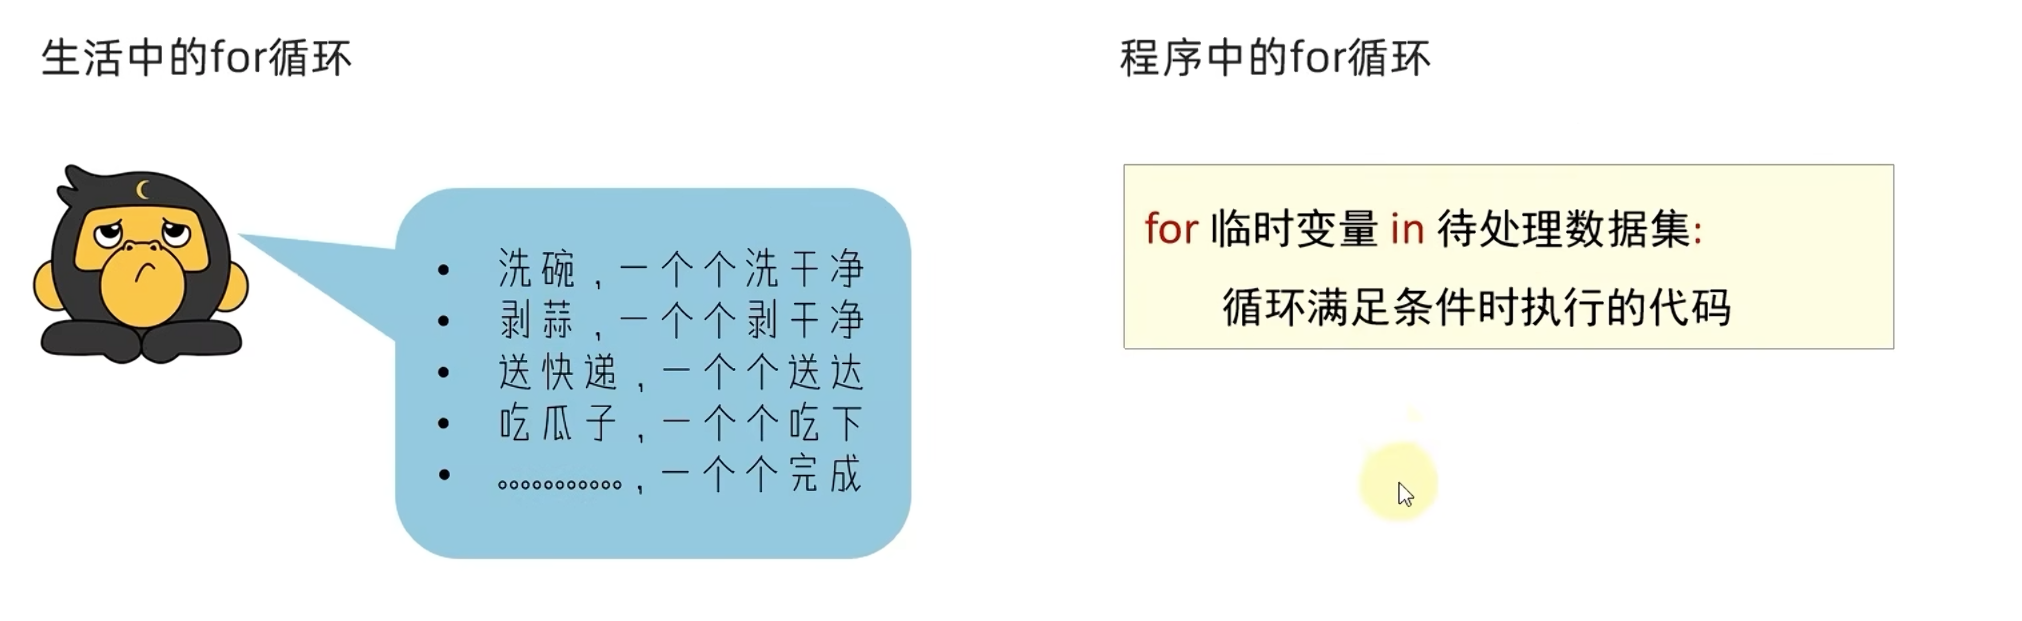 生活中的for循环
• 洗碗，一个个洗干净
• 剥蒜，一个个剥干净
• 送快递，一个个送达
• 吃瓜子，一个个吃下
• 。。。。。。。。。。。，一个个完成
程序中的for循环
for 临时变量 in 待处理数据集:
循环满足条件时执行的代码